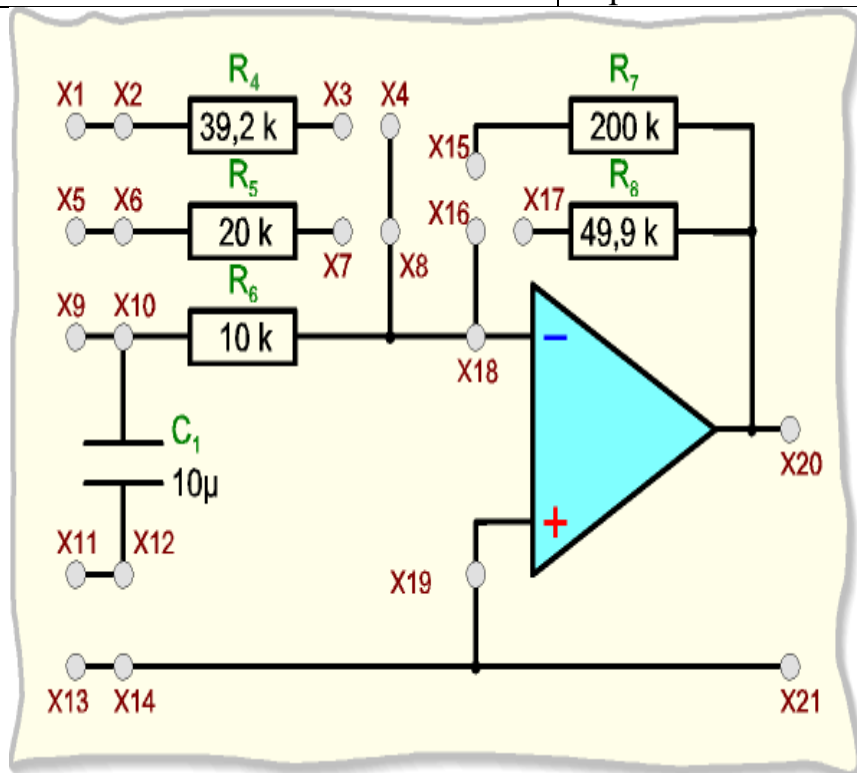 R4 R7
X1 X2 X3 X4
39,2 k 200 k
X15
R5 R8
X5 X6 X16 X17
20 k 49,9 k
X7 X8
R6
X9 X10
10 k
−
X18
C1
10µ
X20
+
X11 X12
X19
X13 X14 X21